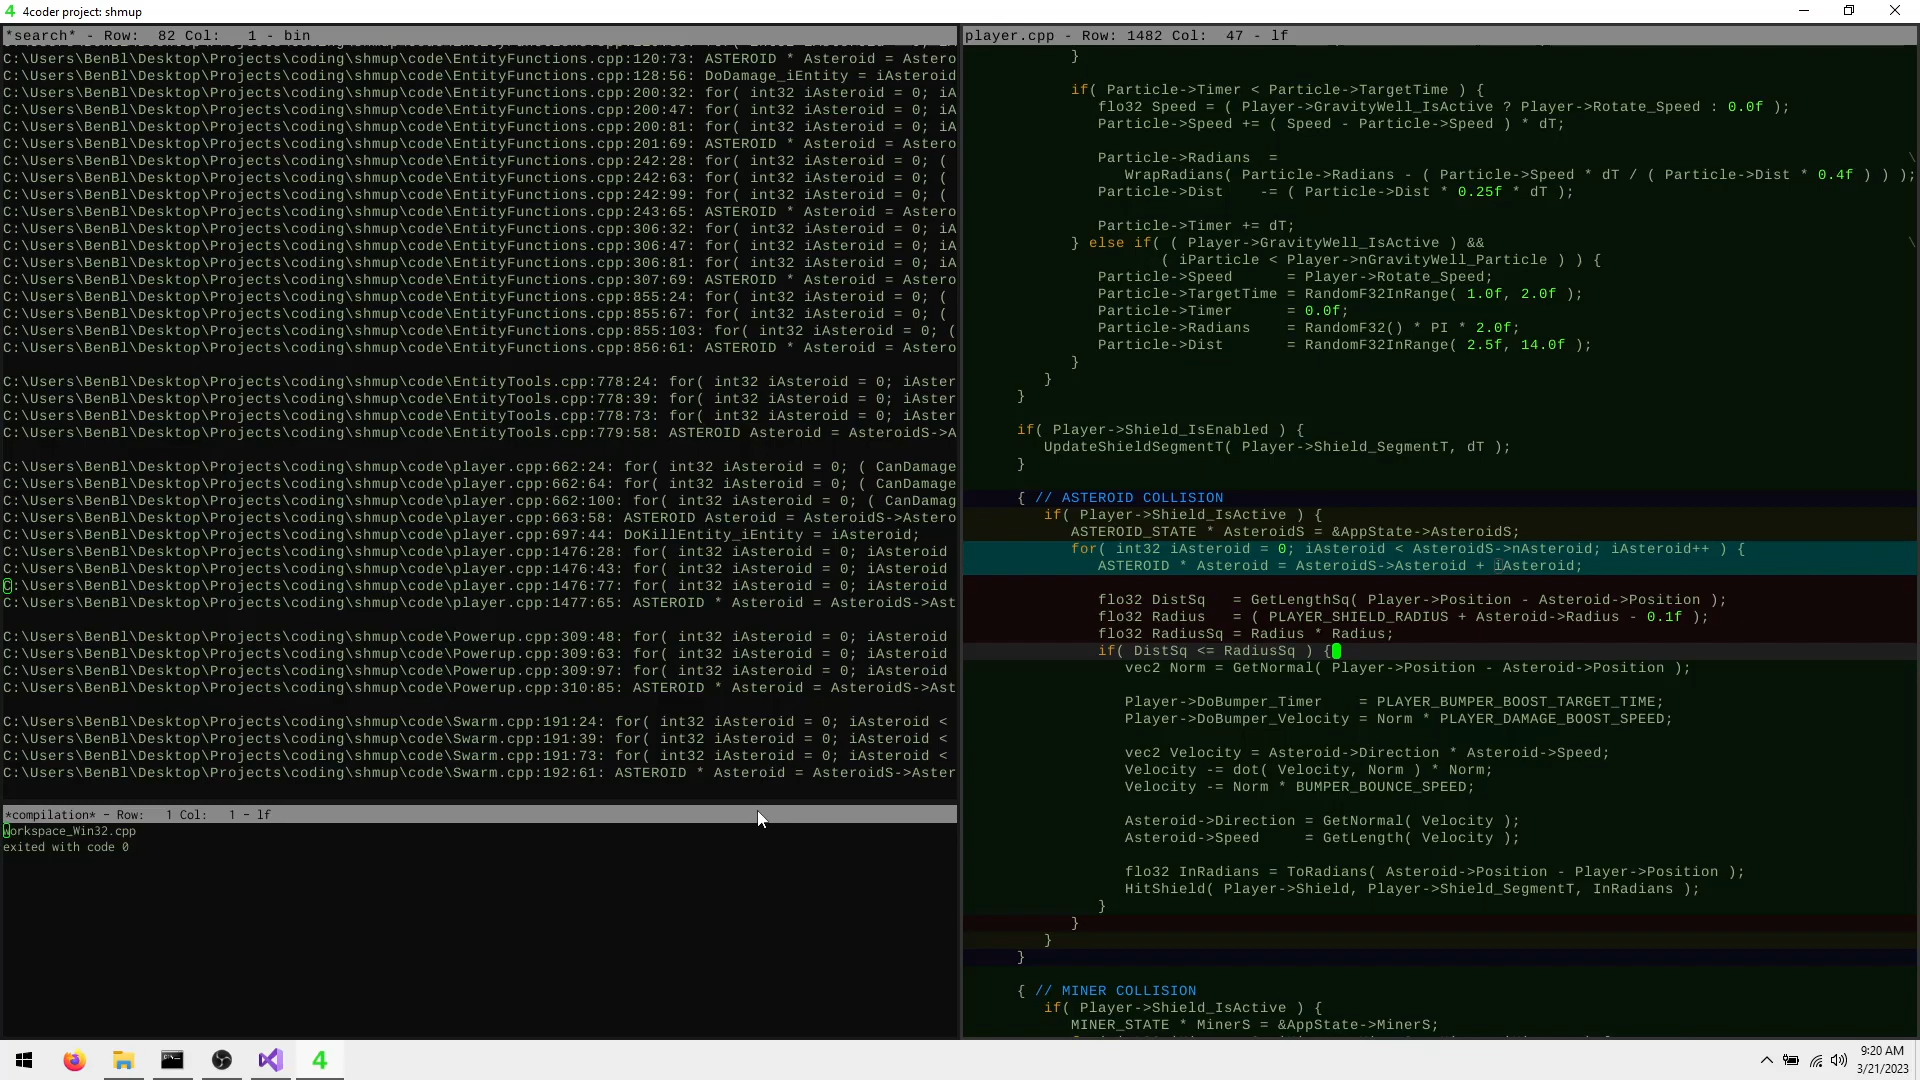 4 4coder project: shmup
*search* - Row:  82 Col:   1 - bin
C:\Users\BenBl\Desktop\Projects\coding\shmup\code\EntityFunctions.cpp:120:73: ASTEROID * Asteroid = Astero
C:\Users\BenBl\Desktop\Projects\coding\shmup\code\EntityFunctions.cpp:128:56: DoDamage_iEntity = iAsteroid
C:\Users\BenBl\Desktop\Projects\coding\shmup\code\EntityFunctions.cpp:200:32: for( int32 iAsteroid = 0; iA
C:\Users\BenBl\Desktop\Projects\coding\shmup\code\EntityFunctions.cpp:200:47: for( int32 iAsteroid = 0; iA
C:\Users\BenBl\Desktop\Projects\coding\shmup\code\EntityFunctions.cpp:200:81: for( int32 iAsteroid = 0; iA
C:\Users\BenBl\Desktop\Projects\coding\shmup\code\EntityFunctions.cpp:201:69: ASTEROID * Asteroid = Astero
C:\Users\BenBl\Desktop\Projects\coding\shmup\code\EntityFunctions.cpp:242:28: for( int32 iAsteroid = 0; (
C:\Users\BenBl\Desktop\Projects\coding\shmup\code\EntityFunctions.cpp:242:63: for( int32 iAsteroid = 0; (
C:\Users\BenBl\Desktop\Projects\coding\shmup\code\EntityFunctions.cpp:242:99: for( int32 iAsteroid = 0; (
C:\Users\BenBl\Desktop\Projects\coding\shmup\code\EntityFunctions.cpp:243:65: ASTEROID * Asteroid = Astero
C:\Users\BenBl\Desktop\Projects\coding\shmup\code\EntityFunctions.cpp:306:32: for( int32 iAsteroid = 0; iA
C:\Users\BenBl\Desktop\Projects\coding\shmup\code\EntityFunctions.cpp:306:47: for( int32 iAsteroid = 0; iA
C:\Users\BenBl\Desktop\Projects\coding\shmup\code\EntityFunctions.cpp:306:81: for( int32 iAsteroid = 0; iA
C:\Users\BenBl\Desktop\Projects\coding\shmup\code\EntityFunctions.cpp:307:69: ASTEROID * Asteroid = Astero
C:\Users\BenBl\Desktop\Projects\coding\shmup\code\EntityFunctions.cpp:855:24: for( int32 iAsteroid = 0; (
C:\Users\BenBl\Desktop\Projects\coding\shmup\code\EntityFunctions.cpp:855:67: for( int32 iAsteroid = 0; (
C:\Users\BenBl\Desktop\Projects\coding\shmup\code\EntityFunctions.cpp:855:103: for( int32 iAsteroid = 0; (
C:\Users\BenBl\Desktop\Projects\coding\shmup\code\EntityFunctions.cpp:856:61: ASTEROID * Asteroid = Astero
C:\Users\BenBl\Desktop\Projects\coding\shmup\code\EntityTools.cpp:778:24: for( int32 iAsteroid = 0; iAster
C:\Users\BenBl\Desktop\Projects\coding\shmup\code\EntityTools.cpp:778:39: for( int32 iAsteroid = 0; iAster
C:\Users\BenBl\Desktop\Projects\coding\shmup\code\EntityTools.cpp:778:73: for( int32 iAsteroid = 0; iAster
C:\Users\BenBl\Desktop\Projects\coding\shmup\code\EntityTools.cpp:779:58: ASTEROID Asteroid = AsteroidS->A
C:\Users\BenBl\Desktop\Projects\coding\shmup\code\player.cpp:662:24: for( int32 iAsteroid = 0; ( CanDamage
C:\Users\BenBl\Desktop\Projects\coding\shmup\code\player.cpp:662:64: for( int32 iAsteroid = 0; ( CanDamage
C:\Users\BenBl\Desktop\Projects\coding\shmup\code\player.cpp:662:100: for( int32 iAsteroid = 0; ( CanDamag
C:\Users\BenBl\Desktop\Projects\coding\shmup\code\player.cpp:663:58: ASTEROID Asteroid = AsteroidS->Astero
C:\Users\BenBl\Desktop\Projects\coding\shmup\code\player.cpp:697:44: DoKillEntity_iEntity = iAsteroid;
C:\Users\BenBl\Desktop\Projects\coding\shmup\code\player.cpp:1476:28: for( int32 iAsteroid = 0; iAsteroid
C:\Users\BenBl\Desktop\Projects\coding\shmup\code\player.cpp:1476:43: for( int32 iAsteroid = 0; iAsteroid
C:\Users\BenBl\Desktop\Projects\coding\shmup\code\player.cpp:1476:77: for( int32 iAsteroid = 0; iAsteroid
C:\Users\BenBl\Desktop\Projects\coding\shmup\code\player.cpp:1477:65: ASTEROID * Asteroid = AsteroidS->Ast
C:\Users\BenBl\Desktop\Projects\coding\shmup\code\Powerup.cpp:309:48: for( int32 iAsteroid = 0; iAsteroid
C:\Users\BenBl\Desktop\Projects\coding\shmup\code\Powerup.cpp:309:63: for( int32 iAsteroid = 0; iAsteroid
C:\Users\BenBl\Desktop\Projects\coding\shmup\code\Powerup.cpp:309:97: for( int32 iAsteroid = 0; iAsteroid
C:\Users\BenBl\Desktop\Projects\coding\shmup\code\Powerup.cpp:310:85: ASTEROID * Asteroid = AsteroidS->Ast
C:\Users\BenBl\Desktop\Projects\coding\shmup\code\Swarm.cpp:191:24: for( int32 iAsteroid = 0; iAsteroid <
C:\Users\BenBl\Desktop\Projects\coding\shmup\code\Swarm.cpp:191:39: for( int32 iAsteroid = 0; iAsteroid <
C:\Users\BenBl\Desktop\Projects\coding\shmup\code\Swarm.cpp:191:73: for( int32 iAsteroid = 0; iAsteroid <
C:\Users\BenBl\Desktop\Projects\coding\shmup\code\Swarm.cpp:192:61: ASTEROID * Asteroid = AsteroidS->Aster
*compilation* - Row:   1 Col:   1 - lf
workspace_Win32.cpp
exited with code 0
player.cpp - Row: 1482 Col:  47 - lf
}
if( Particle->Timer < Particle->TargetTime ) {
flo32 Speed = ( Player->GravityWell_IsActive ? Player->Rotate_Speed : 0.0f );
Particle->Speed += ( Speed - Particle->Speed ) * dT;
Particle->Radians  = \
WrapRadians( Particle->Radians - ( Particle->Speed * dT / ( Particle->Dist * 0.4f ) ) );
Particle->Dist    -= ( Particle->Dist * 0.25f * dT );
Particle->Timer += dT;
} else if( ( Player->GravityWell_IsActive ) && \
( iParticle < Player->nGravityWell_Particle ) ) {
Particle->Speed      = Player->Rotate_Speed;
Particle->TargetTime = RandomF32InRange( 1.0f, 2.0f );
Particle->Timer      = 0.0f;
Particle->Radians    = RandomF32() * PI * 2.0f;
Particle->Dist       = RandomF32InRange( 2.5f, 14.0f );
}
}
}
if( Player->Shield_IsEnabled ) {
UpdateShieldSegmentT( Player->Shield_SegmentT, dT );
}
{ // ASTEROID COLLISION
if( Player->Shield_IsActive ) {
ASTEROID_STATE * AsteroidS = &AppState->AsteroidS;
for( int32 iAsteroid = 0; iAsteroid < AsteroidS->nAsteroid; iAsteroid++ ) {
ASTEROID * Asteroid = AsteroidS->Asteroid + iAsteroid;
flo32 DistSq   = GetLengthSq( Player->Position - Asteroid->Position );
flo32 Radius   = ( PLAYER_SHIELD_RADIUS + Asteroid->Radius - 0.1f );
flo32 RadiusSq = Radius * Radius;
if( DistSq <= RadiusSq ) {
vec2 Norm = GetNormal( Player->Position - Asteroid->Position );
Player->DoBumper_Timer    = PLAYER_BUMPER_BOOST_TARGET_TIME;
Player->DoBumper_Velocity = Norm * PLAYER_DAMAGE_BOOST_SPEED;
vec2 Velocity = Asteroid->Direction * Asteroid->Speed;
Velocity -= dot( Velocity, Norm ) * Norm;
Velocity -= Norm * BUMPER_BOUNCE_SPEED;
Asteroid->Direction = GetNormal( Velocity );
Asteroid->Speed     = GetLength( Velocity );
flo32 InRadians = ToRadians( Asteroid->Position - Player->Position );
HitShield( Player->Shield, Player->Shield_SegmentT, InRadians );
}
}
}
}
{ // MINER COLLISION
if( Player->Shield_IsActive ) {
MINER_STATE * MinerS = &AppState->MinerS;
4
9:20 AM
3/21/2023